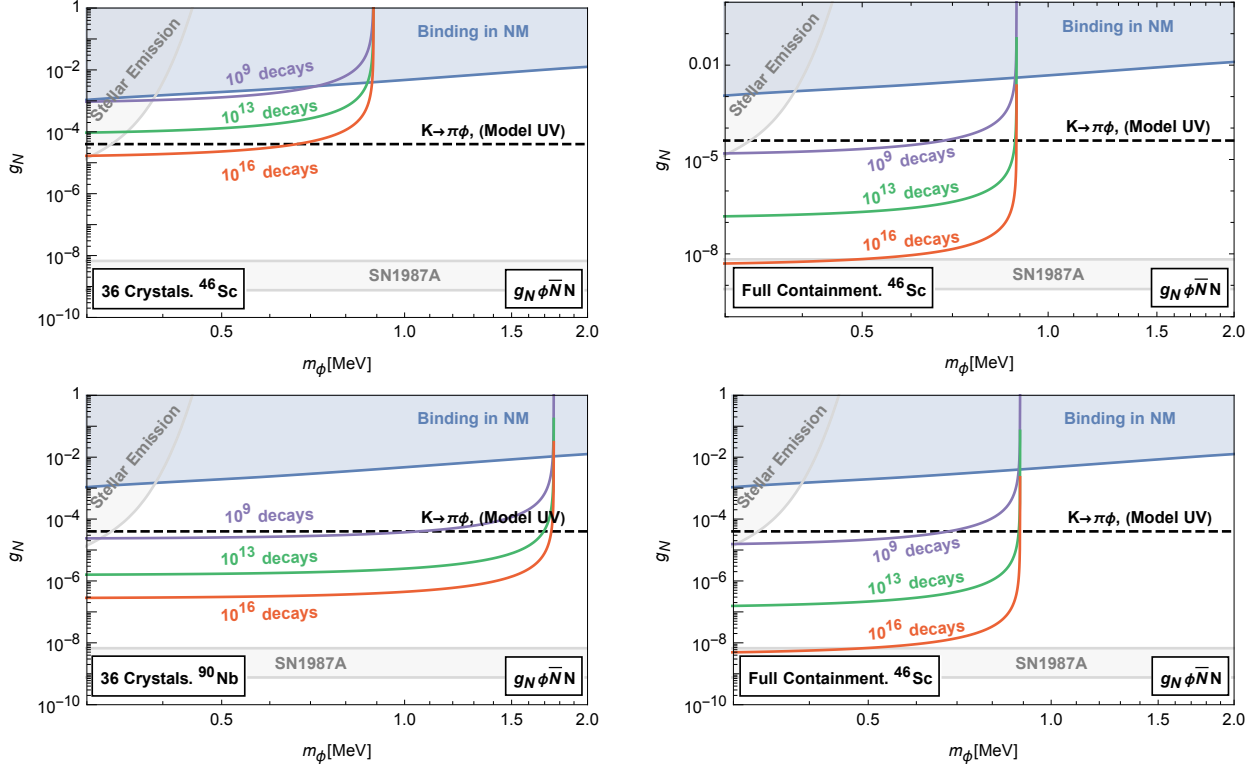 1
10⁻²
10⁻⁴
10⁻⁶
10⁻⁸
10⁻¹⁰
g_N
Stellar Emission
Binding in NM
10⁹ decays
10¹³ decays
K→πϕ, (Model UV)
10¹⁶ decays
SN1987A
36 Crystals. ⁴⁶Sc
g_N ϕN̅N
0.5
1.0
2.0
m_ϕ[MeV]
0.01
10⁻⁵
10⁻⁸
g_N
Stellar Emission
Binding in NM
K→πϕ, (Model UV)
10⁹ decays
10¹³ decays
10¹⁶ decays
SN1987A
Full Containment. ⁴⁶Sc
g_N ϕN̅N
0.5
1.0
2.0
m_ϕ[MeV]
1
10⁻²
10⁻⁴
10⁻⁶
10⁻⁸
10⁻¹⁰
g_N
Stellar Emission
Binding in NM
10⁹ decays
K→πϕ, (Model UV)
10¹³ decays
10¹⁶ decays
SN1987A
36 Crystals. ⁹⁰Nb
g_N ϕN̅N
0.5
1.0
2.0
m_ϕ[MeV]
1
10⁻²
10⁻⁴
10⁻⁶
10⁻⁸
10⁻¹⁰
g_N
Stellar Emission
Binding in NM
K→πϕ, (Model UV)
10⁹ decays
10¹³ decays
10¹⁶ decays
SN1987A
Full Containment. ⁴⁶Sc
g_N ϕN̅N
0.5
1.0
2.0
m_ϕ[MeV]